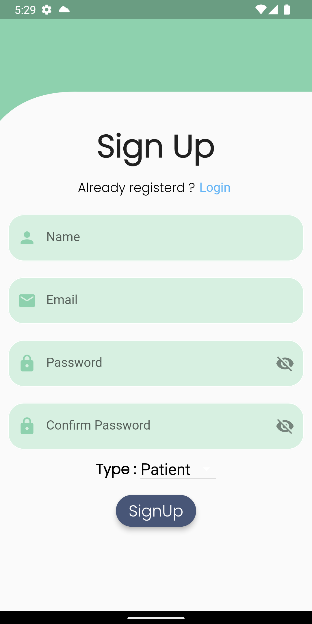 5:29
Sign Up
Already registerd ? Login
Name
Email
Password
Confirm Password
Type : Patient
SignUp